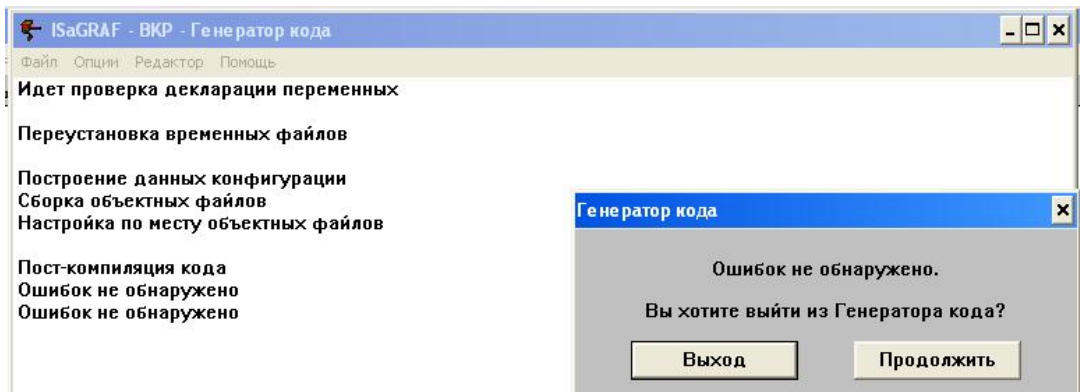 ISaGRAF - ВКР - Генератор кода
Файл Опции Редактор Помощь
Идет проверка декларации переменных
Переустановка временных файлов
Построение данных конфигурации
Сборка объектных файлов
Настройка по месту объектных файлов
Пост-компиляция кода
Ошибок не обнаружено
Ошибок не обнаружено
Генератор кода
Ошибок не обнаружено.
Вы хотите выйти из Генератора кода?
Выход Продолжить